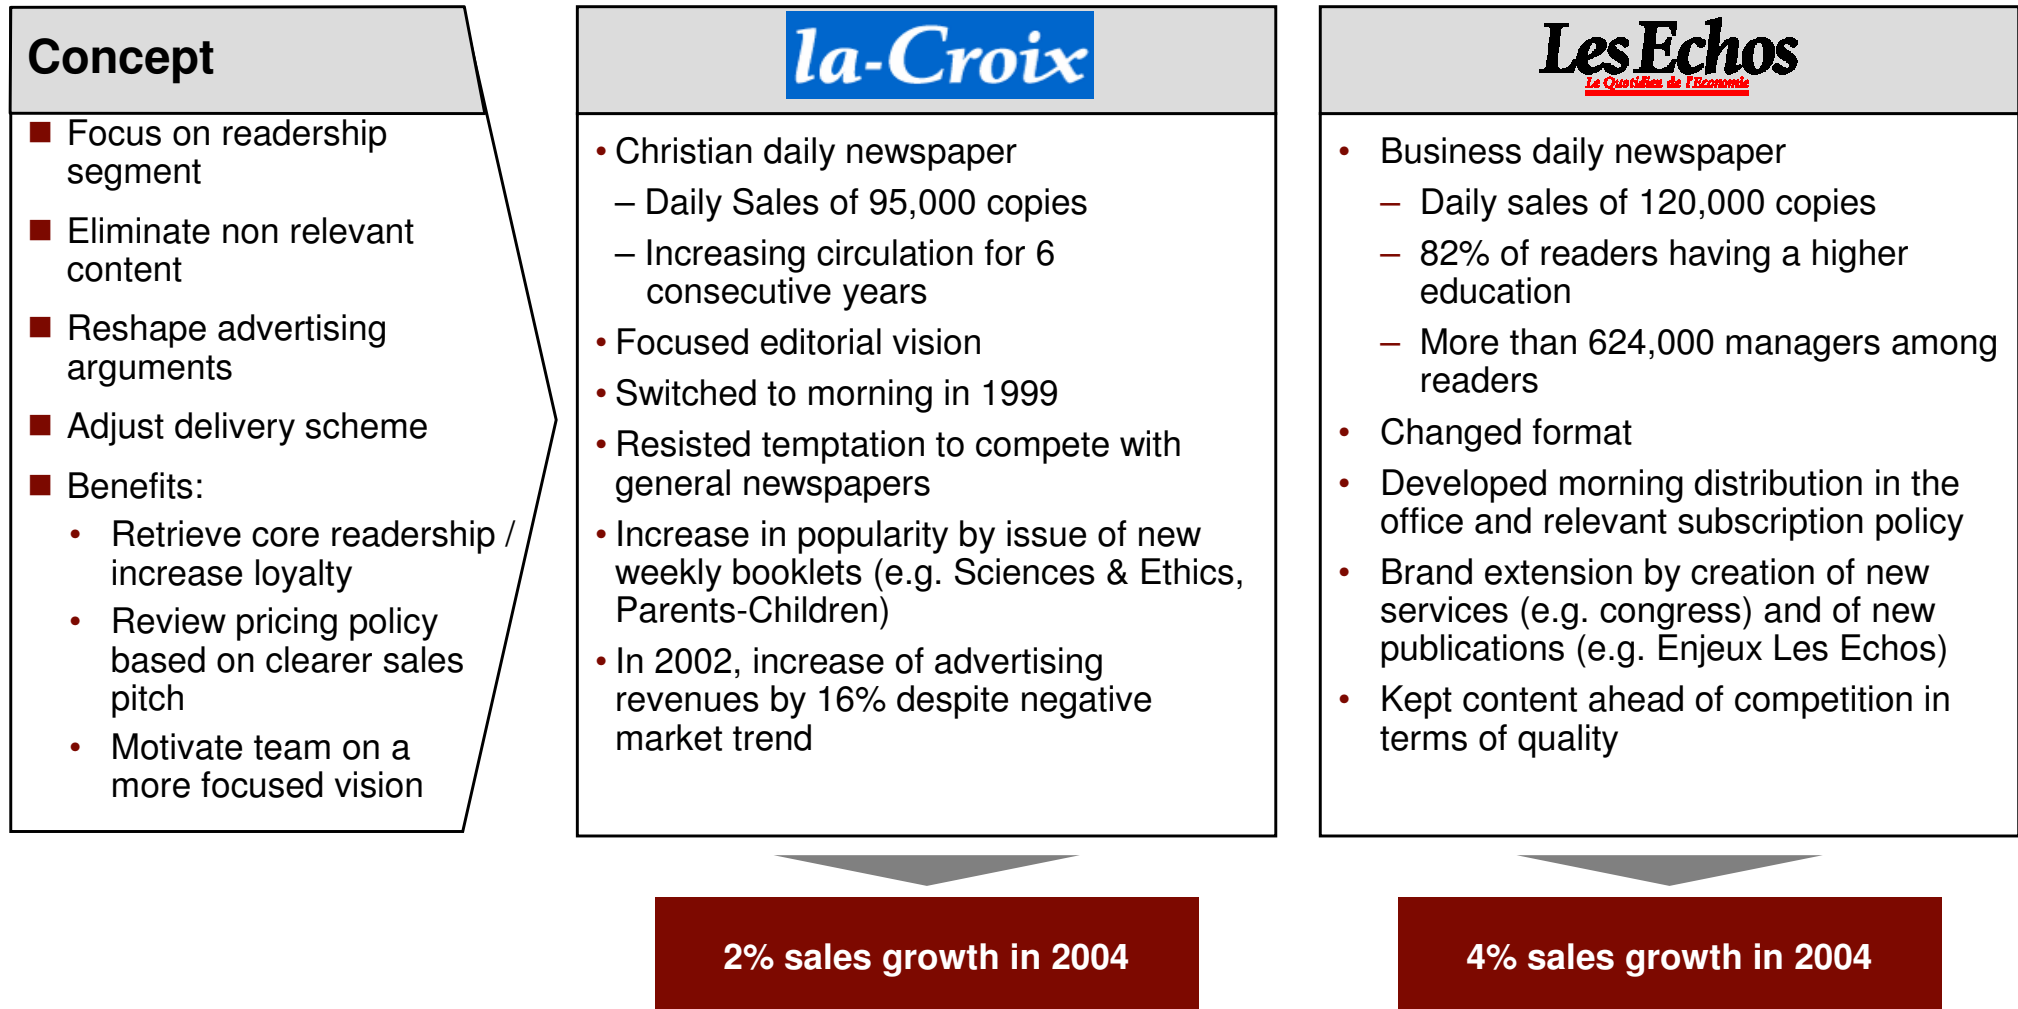 Concept
■ Focus on readership
segment
■ Eliminate non relevant
content
■ Reshape advertising
arguments
■ Adjust delivery scheme
■ Benefits:
• Retrieve core readership /
increase loyalty
• Review pricing policy
based on clearer sales
pitch
• Motivate team on a
more focused vision
la-Croix
• Christian daily newspaper
– Daily Sales of 95,000 copies
– Increasing circulation for 6
consecutive years
• Focused editorial vision
• Switched to morning in 1999
• Resisted temptation to compete with
general newspapers
• Increase in popularity by issue of new
weekly booklets (e.g. Sciences & Ethics,
Parents-Children)
• In 2002, increase of advertising
revenues by 16% despite negative
market trend
2% sales growth in 2004
Les Echos
Le Quotidien de l'Economie
• Business daily newspaper
– Daily sales of 120,000 copies
– 82% of readers having a higher
education
– More than 624,000 managers among
readers
• Changed format
• Developed morning distribution in the
office and relevant subscription policy
• Brand extension by creation of new
services (e.g. congress) and of new
publications (e.g. Enjeux Les Echos)
• Kept content ahead of competition in
terms of quality
4% sales growth in 2004